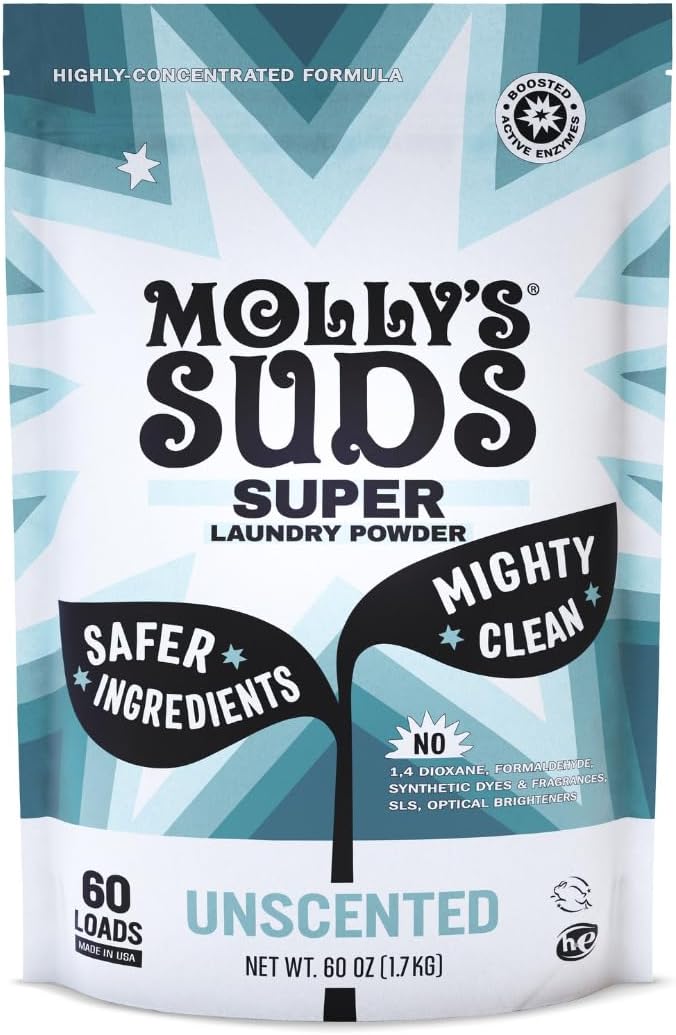 HIGHLY-CONCENTRATED FORMULA
BOOSTED
ACTIVE ENZYMES
MOLLY'S®
SUDS
SUPER
LAUNDRY POWDER
MIGHTY
CLEAN
SAFER
INGREDIENTS
NO
1,4 DIOXANE, FORMALDEHYDE,
SYNTHETIC DYES & FRAGRANCES,
SLS, OPTICAL BRIGHTENERS
60
LOADS
MADE IN USA
UNSCENTED
NET WT. 60 OZ (1.7KG)
he